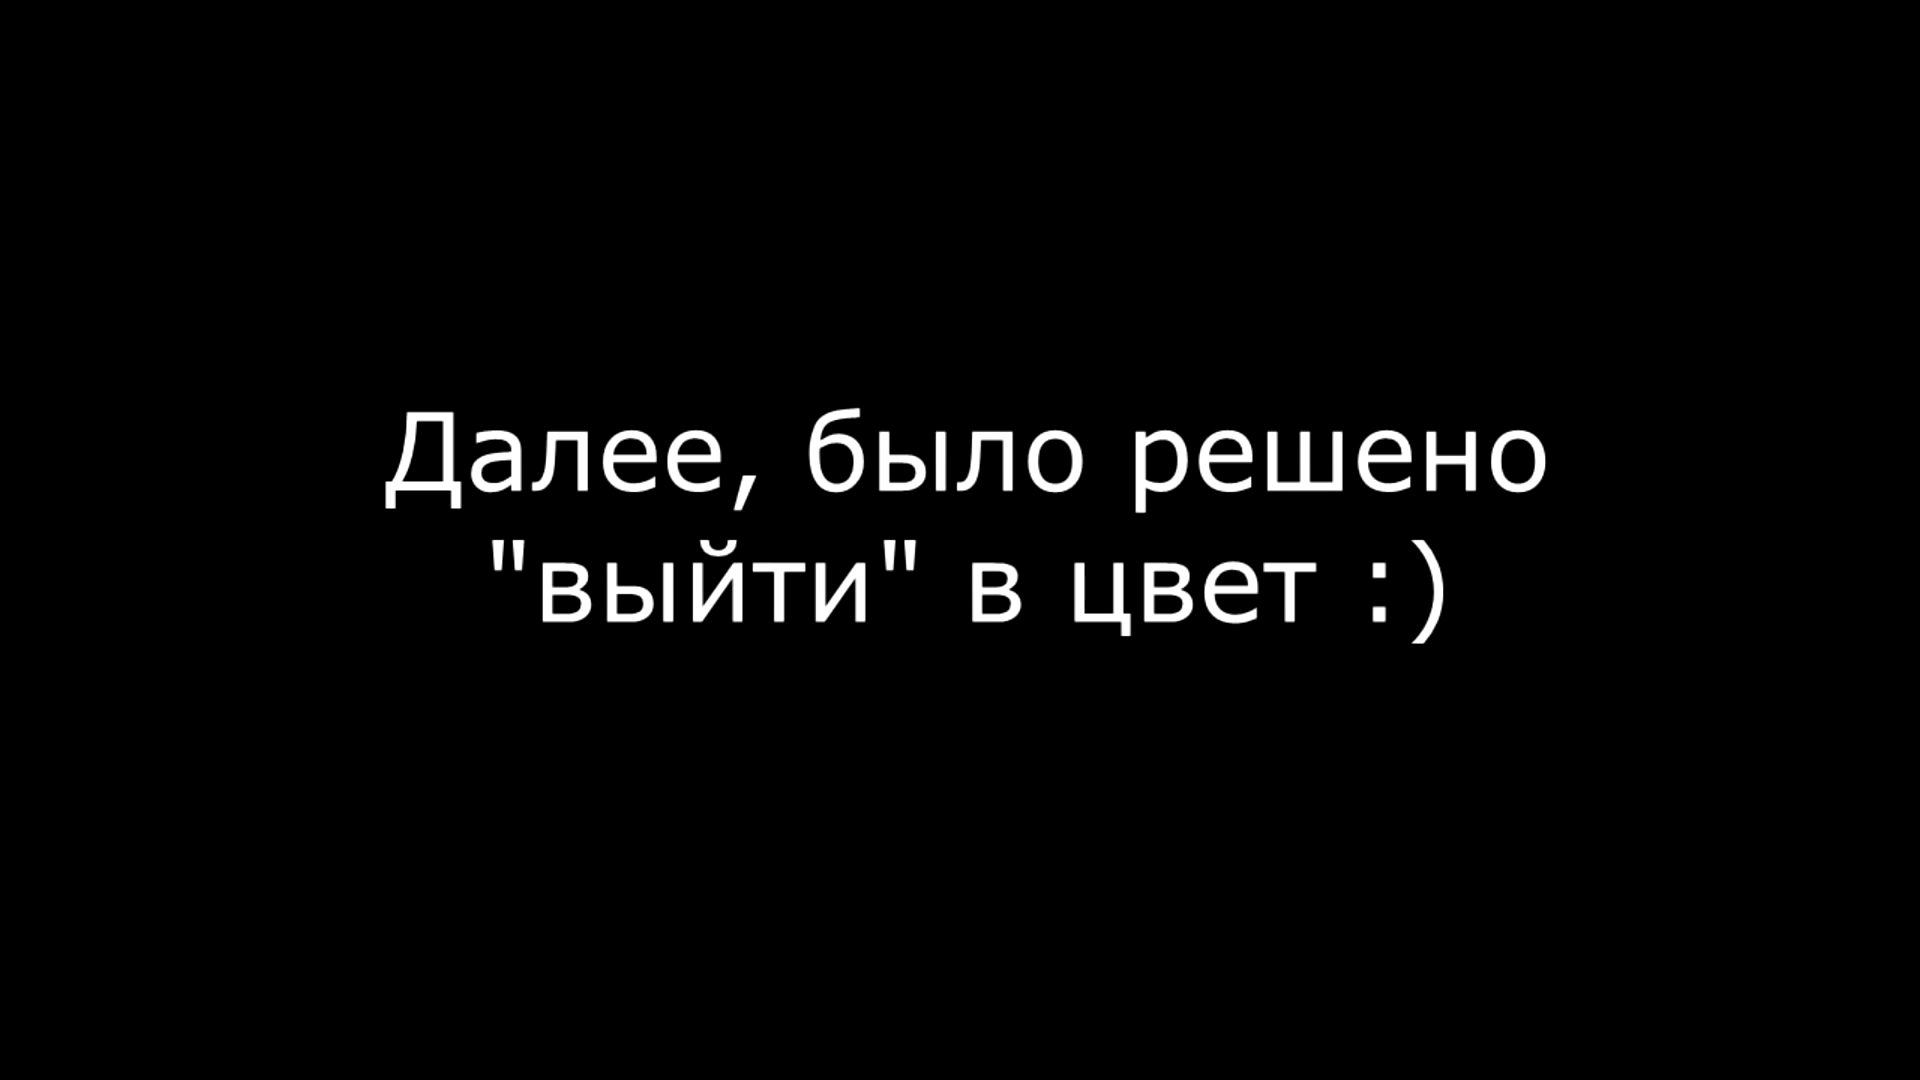 Далее, было решено
"выйти" в цвет :)